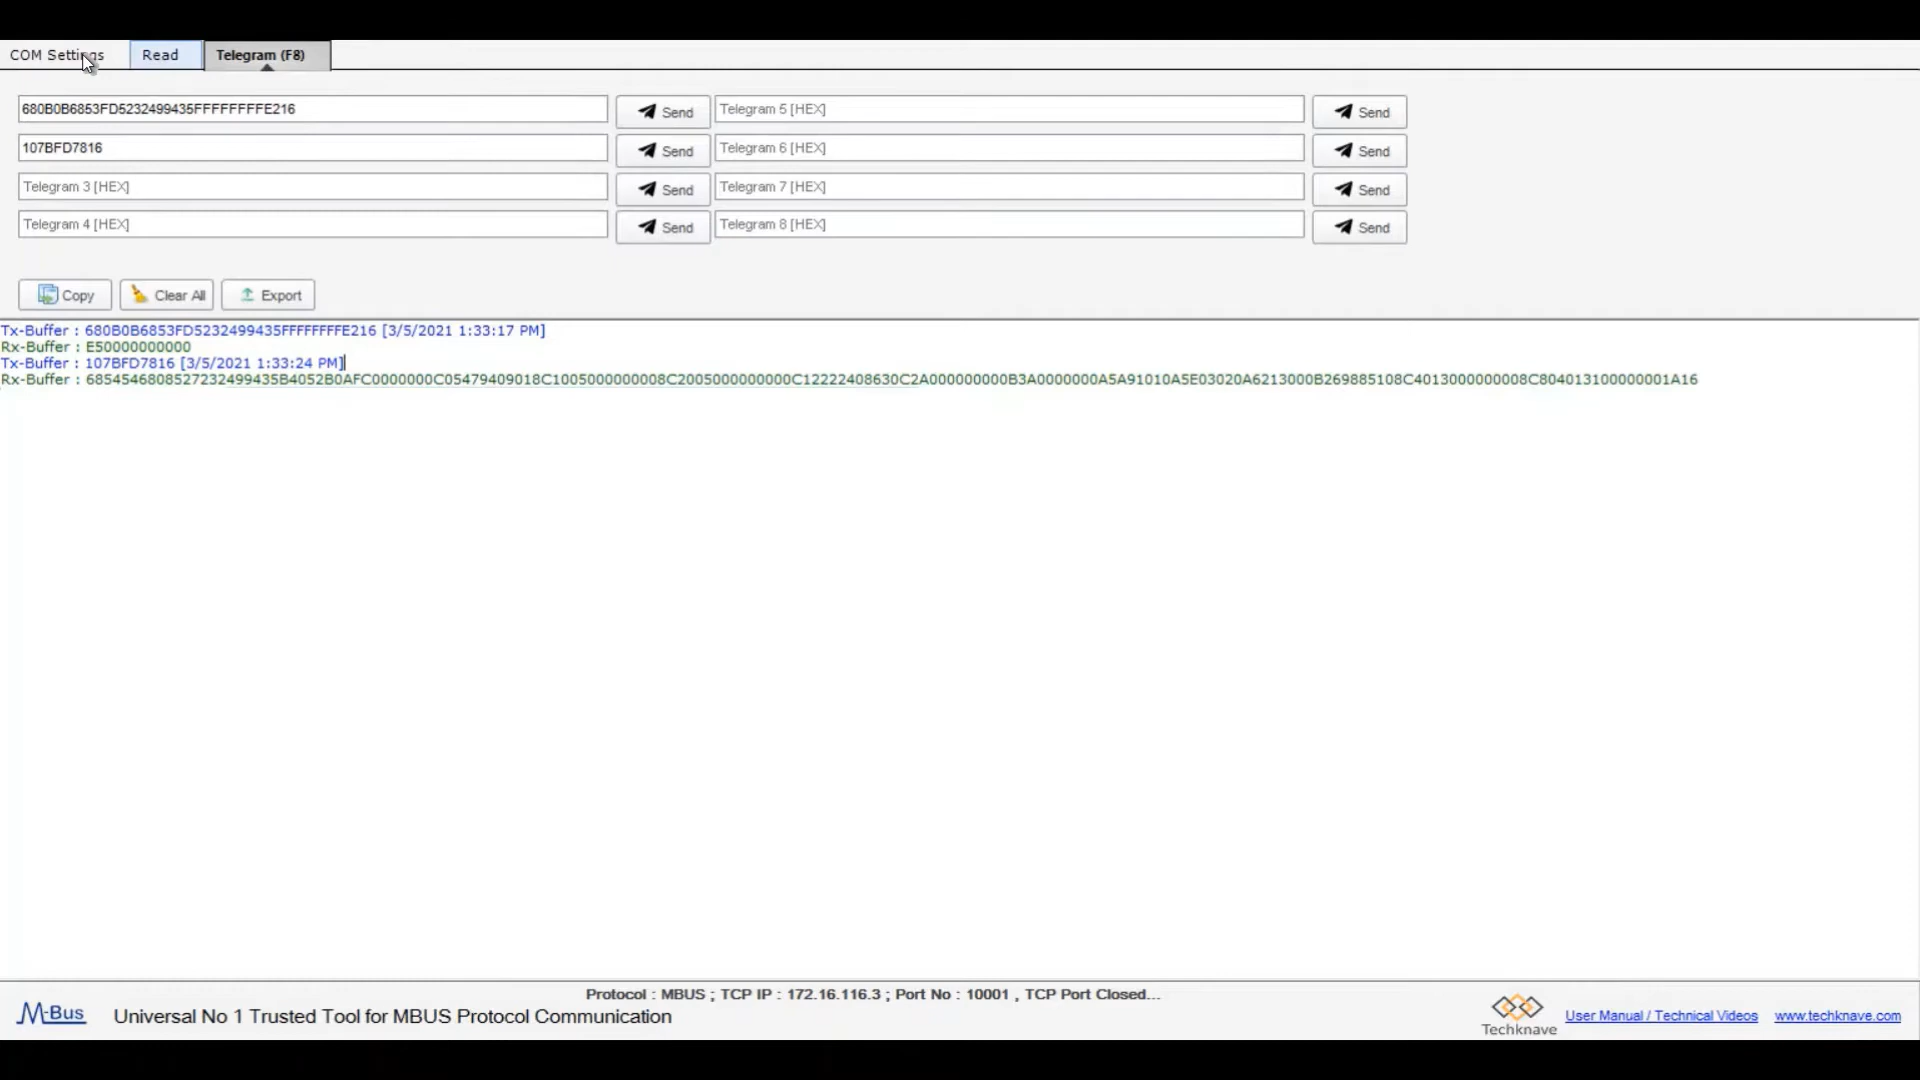 COM Settings Read Telegram (F8)
680B0B6853FD5232499435FFFFFFFFE216 Send Telegram 5 [HEX] Send
107BFD7816 Send Telegram 6 [HEX] Send
Telegram 3 [HEX] Send Telegram 7 [HEX] Send
Telegram 4 [HEX] Send Telegram 8 [HEX] Send
Copy Clear All Export
Tx-Buffer : 680B0B6853FD5232499435FFFFFFFFE216 [3/5/2021 1:33:17 PM]
Rx-Buffer : E50000000000
Tx-Buffer : 107BFD7816 [3/5/2021 1:33:24 PM]
Rx-Buffer : 6854546808527232499435B4052B0AFC0000000C05479409018C1005000000008C2005000000000C12222408630C2A000000000B3A0000000A5A91010A5E03020A6213000B269885108C4013000000008C804013100000001A16
Protocol : MBUS ; TCP IP : 172.16.116.3 ; Port No : 10001 , TCP Port Closed...
M-Bus Universal No 1 Trusted Tool for MBUS Protocol Communication
Techknave User Manual / Technical Videos www.techknave.com